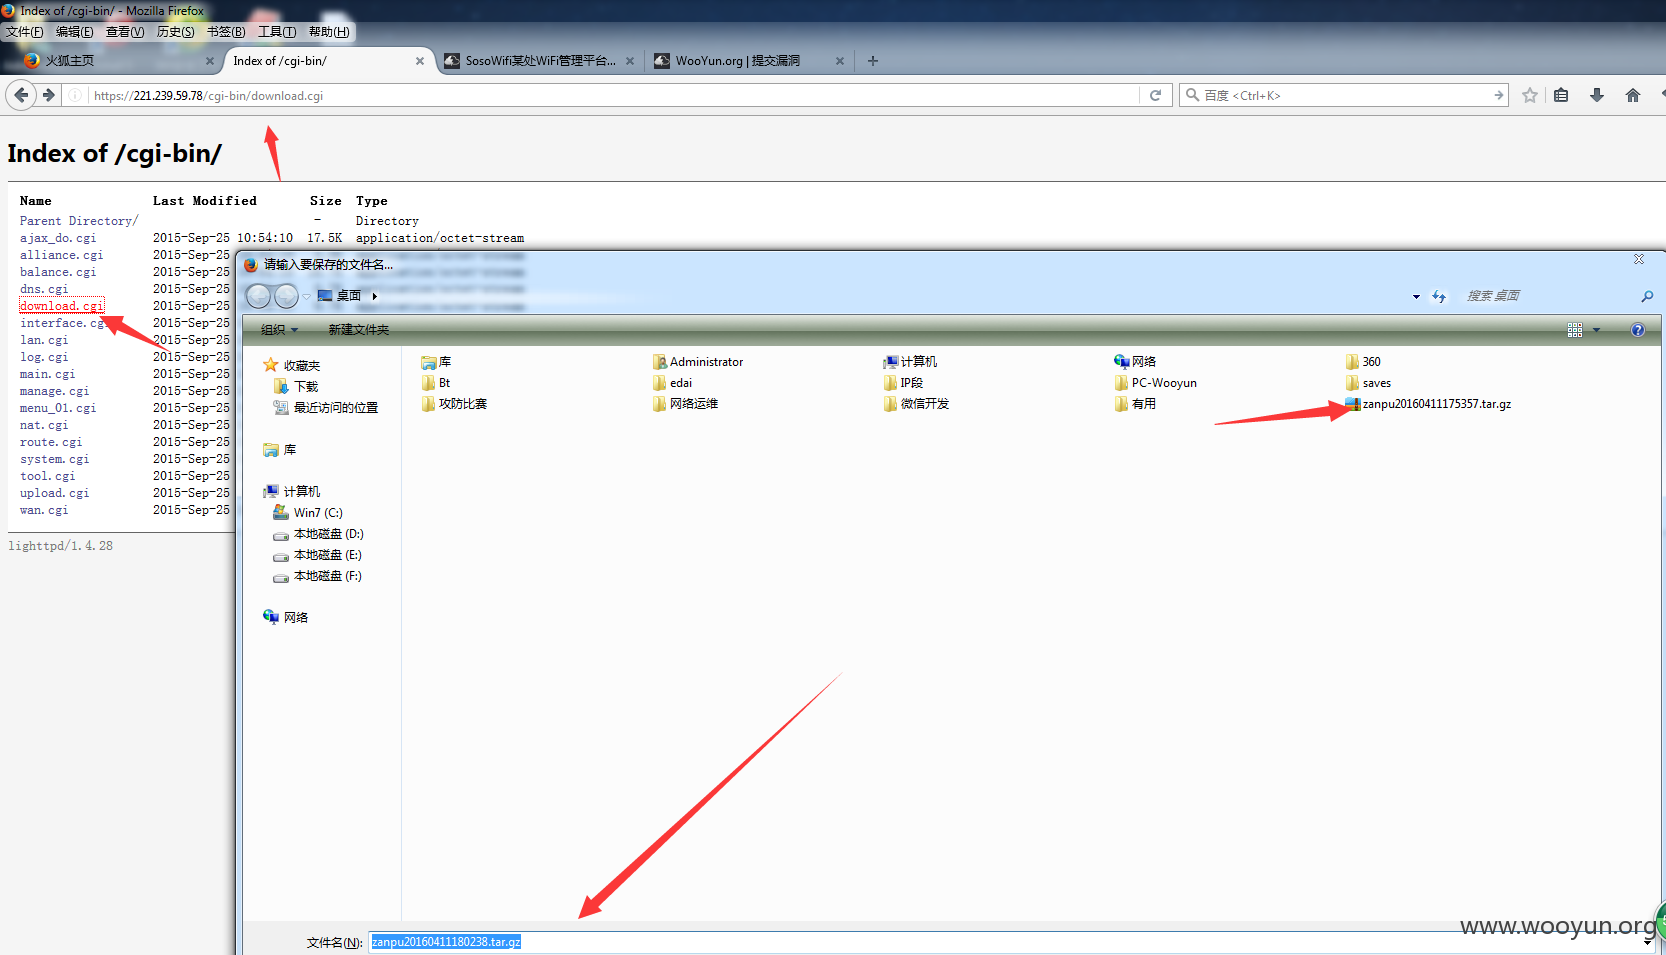 Index of /cgi-bin/ - Mozilla Firefox
文件(F) 编辑(E) 查看(V) 历史(S) 书签(B) 工具(T) 帮助(H)
火狐主页 Index of /cgi-bin/ SosoWifi某处WiFi管理平台... WooYun.org | 提交漏洞
https://221.239.59.78/cgi-bin/download.cgi 百度 <Ctrl+K>
Index of /cgi-bin/
Name Last Modified Size Type
Parent Directory/ - Directory
ajax_do.cgi 2015-Sep-25 10:54:10 17.5K application/octet-stream
alliance.cgi 2015-Sep-25
balance.cgi 2015-Sep-25
dns.cgi 2015-Sep-25
download.cgi 2015-Sep-25
interface.cgi 2015-Sep-25
lan.cgi 2015-Sep-25
log.cgi 2015-Sep-25
main.cgi 2015-Sep-25
manage.cgi 2015-Sep-25
menu_01.cgi 2015-Sep-25
nat.cgi 2015-Sep-25
route.cgi 2015-Sep-25
system.cgi 2015-Sep-25
tool.cgi 2015-Sep-25
upload.cgi 2015-Sep-25
wan.cgi 2015-Sep-25
lighttpd/1.4.28
请输入要保存的文件名...
桌面 搜索 桌面
组织 新建文件夹
收藏夹
下载
最近访问的位置
库
计算机
Win7 (C:)
本地磁盘 (D:)
本地磁盘 (E:)
本地磁盘 (F:)
网络
库 Administrator 计算机 网络 360
Bt edai IP段 PC-Wooyun saves
攻防比赛 网络运维 微信开发 有用 zanpu20160411175357.tar.gz
文件名(N): zanpu20160411180238.tar.gz
www.wooyun.org